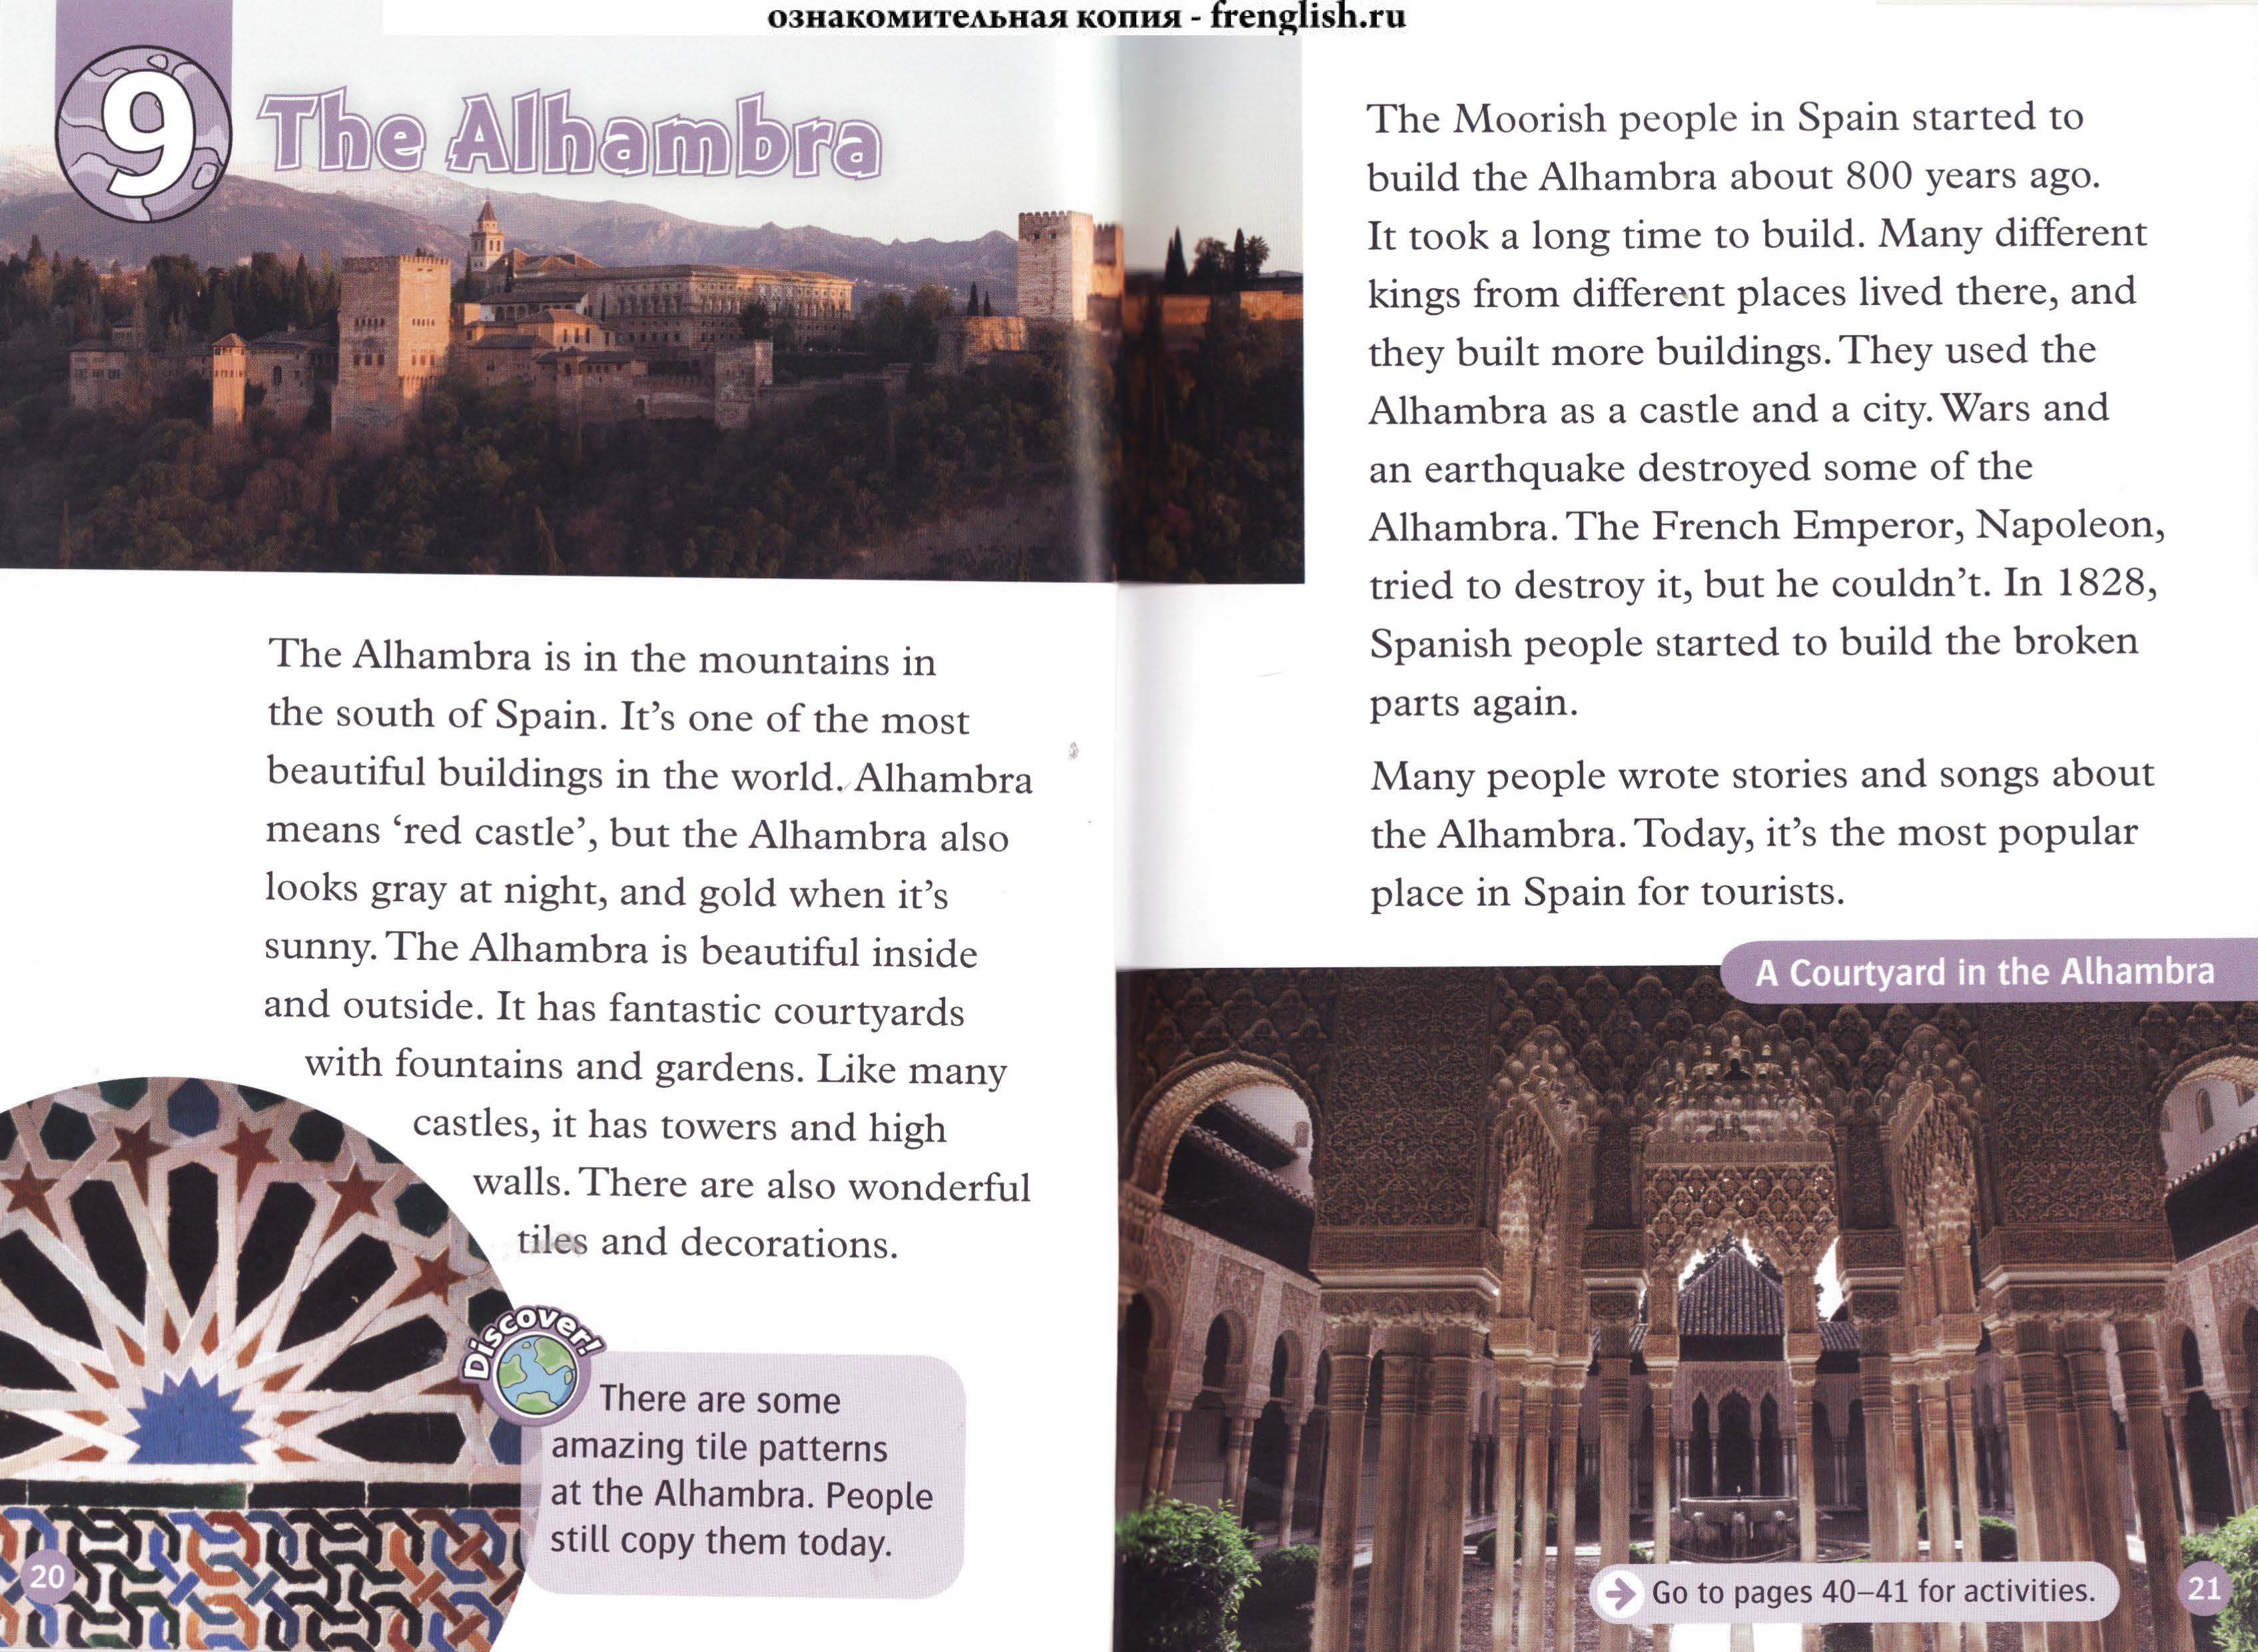 ознакомительная копия - frenglish.ru
9
The Alhambra
The Alhambra is in the mountains in
the south of Spain. It's one of the most
beautiful buildings in the world. Alhambra
means 'red castle', but the Alhambra also
looks gray at night, and gold when it's
sunny. The Alhambra is beautiful inside
and outside. It has fantastic courtyards
with fountains and gardens. Like many
castles, it has towers and high
walls. There are also wonderful
tiles and decorations.
Discover!
There are some
amazing tile patterns
at the Alhambra. People
still copy them today.
20
The Moorish people in Spain started to
build the Alhambra about 800 years ago.
It took a long time to build. Many different
kings from different places lived there, and
they built more buildings. They used the
Alhambra as a castle and a city. Wars and
an earthquake destroyed some of the
Alhambra. The French Emperor, Napoleon,
tried to destroy it, but he couldn't. In 1828,
Spanish people started to build the broken
parts again.
Many people wrote stories and songs about
the Alhambra. Today, it's the most popular
place in Spain for tourists.
A Courtyard in the Alhambra
Go to pages 40–41 for activities.
21